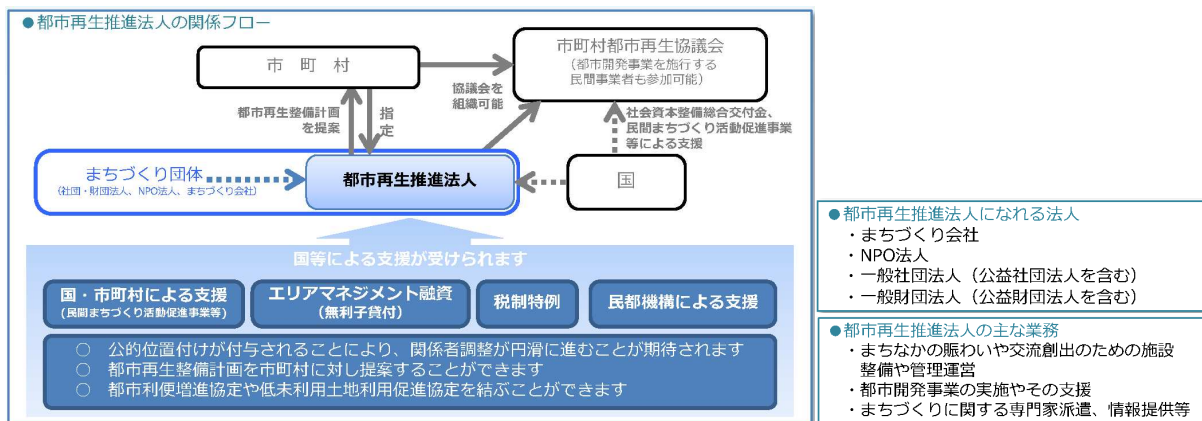 ●都市再生推進法人の関係フロー
市 町 村
市町村都市再生協議会
（都市開発事業を施行する
民間事業者も参加可能）
都市再生整備計画
を提案
指
定
協議会を
組織可能
社会資本整備総合交付金、
民間まちづくり活動促進事業
等による支援
まちづくり団体
（社団・財団法人、NPO法人、まちづくり会社）
都市再生推進法人
国
国等による支援が受けられます
国・市町村による支援
(民間まちづくり活動促進事業等)
エリアマネジメント融資
（無利子貸付）
税制特例
民都機構による支援
○ 公的位置付けが付与されることにより、関係者調整が円滑に進むことが期待されます
○ 都市再生整備計画を市町村に対し提案することができます
○ 都市利便増進協定や低未利用土地利用促進協定を結ぶことができます
●都市再生推進法人になれる法人
・まちづくり会社
・NPO法人
・一般社団法人（公益社団法人を含む）
・一般財団法人（公益財団法人を含む）
●都市再生推進法人の主な業務
・まちなかの賑わいや交流創出のための施設
整備や管理運営
・都市開発事業の実施やその支援
・まちづくりに関する専門家派遣、情報提供等